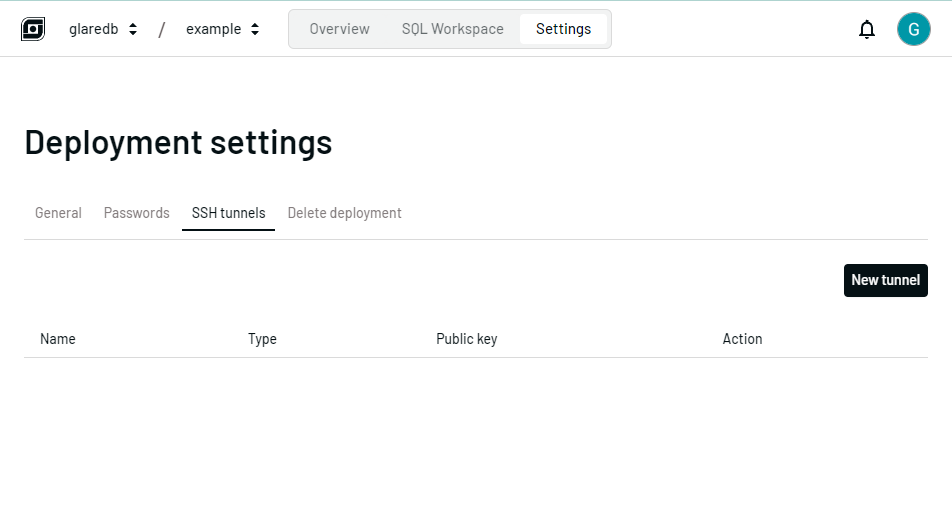 glaredb / example Overview SQL Workspace Settings G
Deployment settings
General Passwords SSH tunnels Delete deployment
New tunnel
Name Type Public key Action